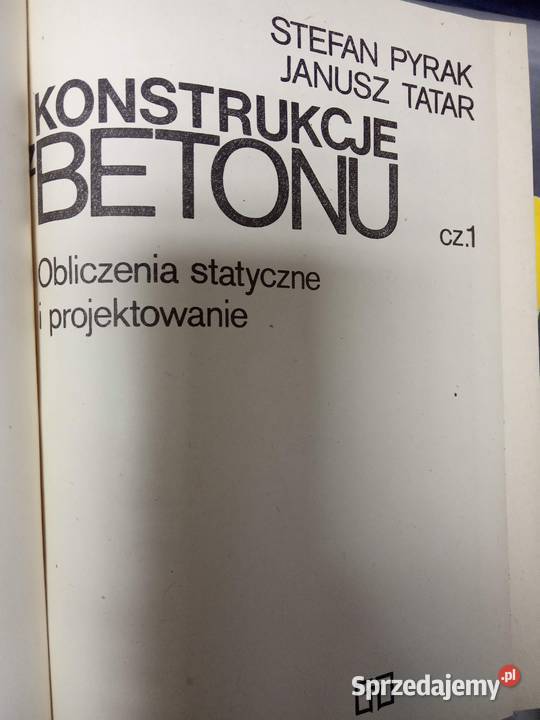 STEFAN PYRAK
JANUSZ TATAR
KONSTRUKCJE
Z BETONU
cz.1
Obliczenia statyczne
i projektowanie
Sprzedajemy.pl